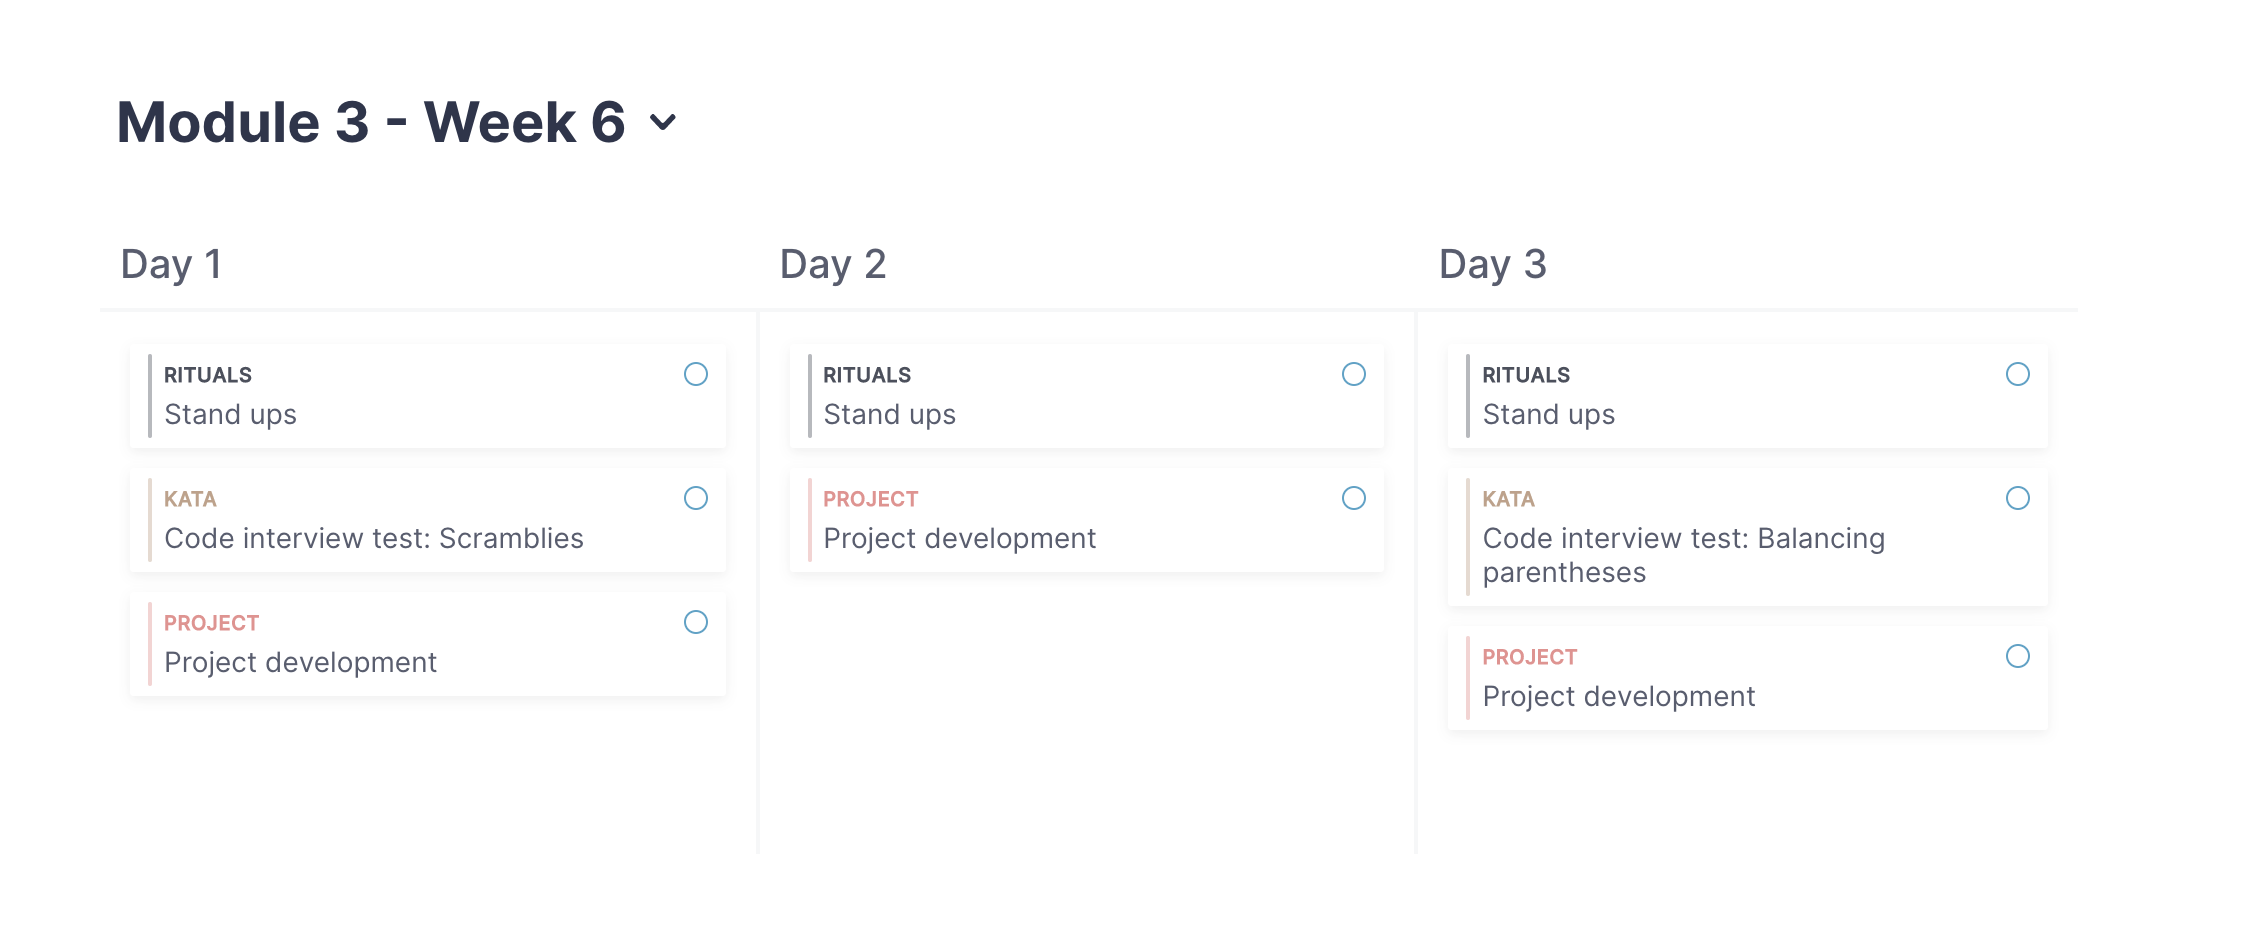 Module 3 - Week 6
Day 1
RITUALS
Stand ups
KATA
Code interview test: Scramblies
PROJECT
Project development
Day 2
RITUALS
Stand ups
PROJECT
Project development
Day 3
RITUALS
Stand ups
KATA
Code interview test: Balancing
parentheses
PROJECT
Project development